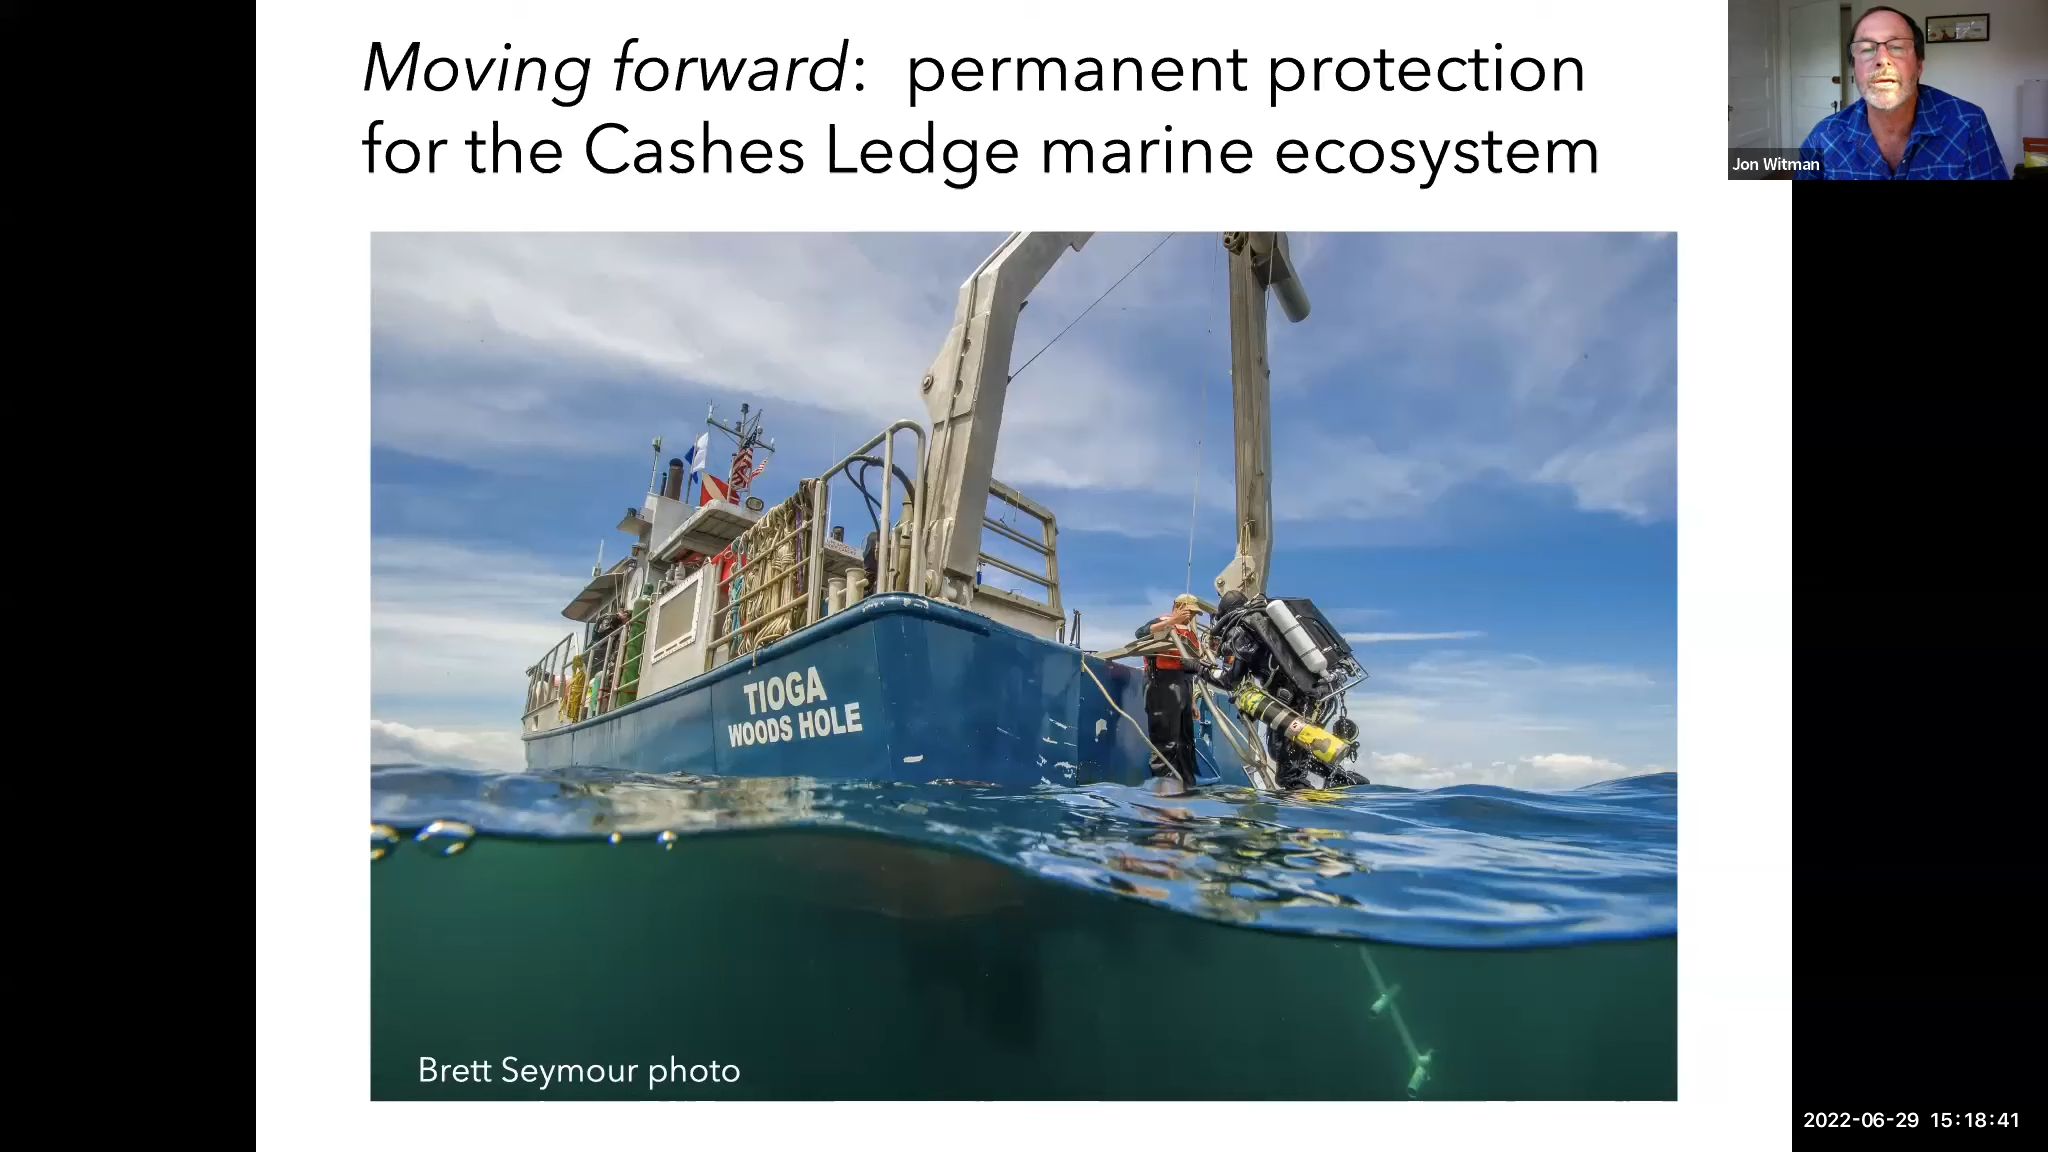 Moving forward: permanent protection
for the Cashes Ledge marine ecosystem
Jon Witman
TIOGA
WOODS HOLE
Brett Seymour photo
2022-06-29 15:18:41